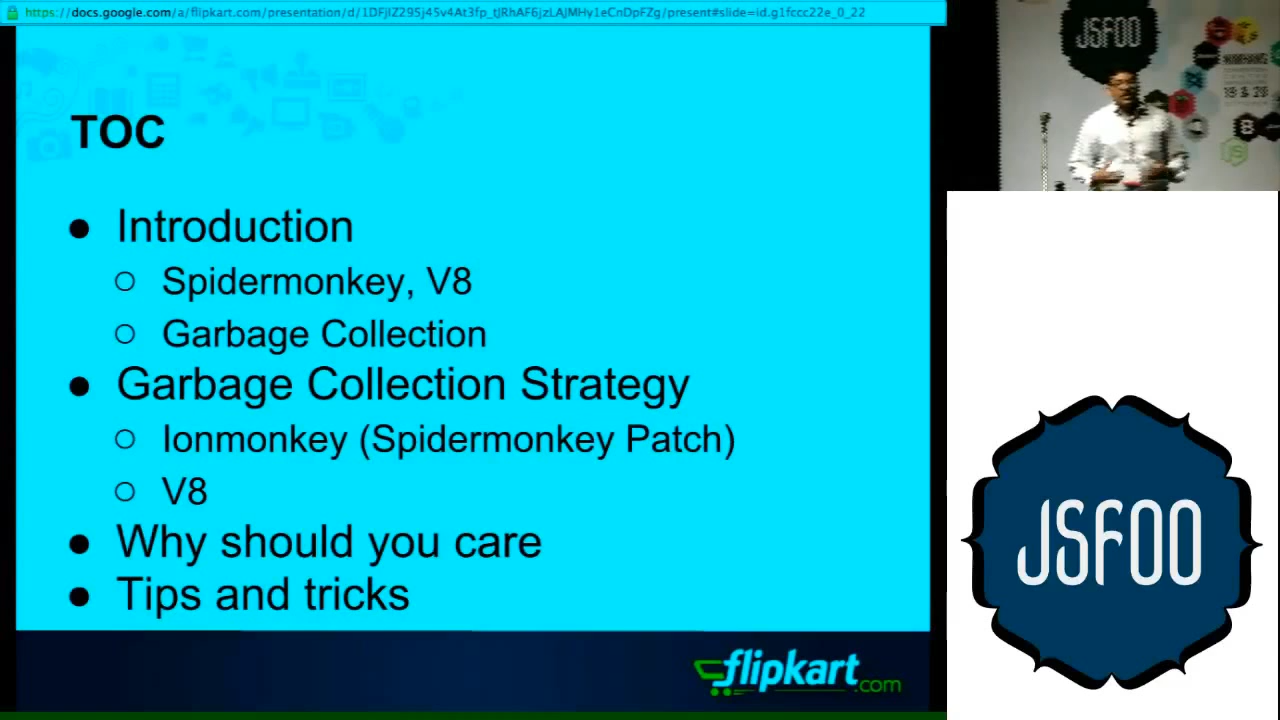 https://docs.google.com/a/flipkart.com/presentation/d/1DFJIZ295j45v4At3fp_tJRhAF6jzLAJMHy1eCnDpFZg/present#slide=id.g1fccc22e_0_22
JSFOO
TOC
● Introduction
○ Spidermonkey, V8
○ Garbage Collection
● Garbage Collection Strategy
○ Ionmonkey (Spidermonkey Patch)
○ V8
● Why should you care
● Tips and tricks
JSFOO
flipkart.com